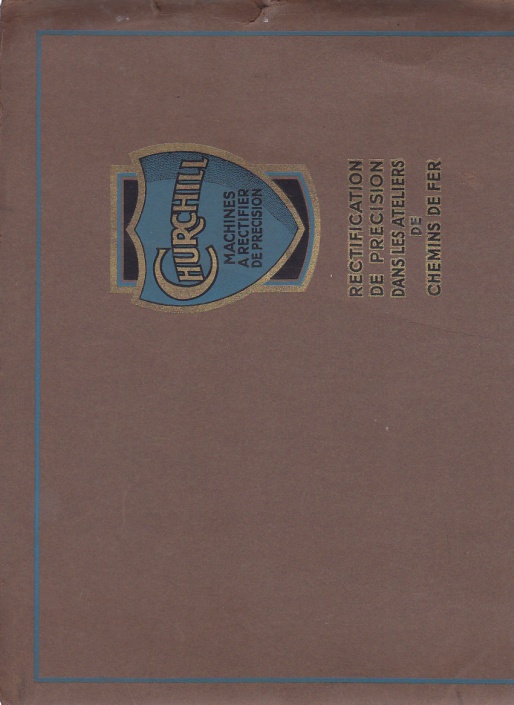 CHURCHILL
MACHINES
A RECTIFIER
DE PRECISION
RECTIFICATION
DE PRECISION
DANS LES ATELIERS
DE
CHEMINS DE FER